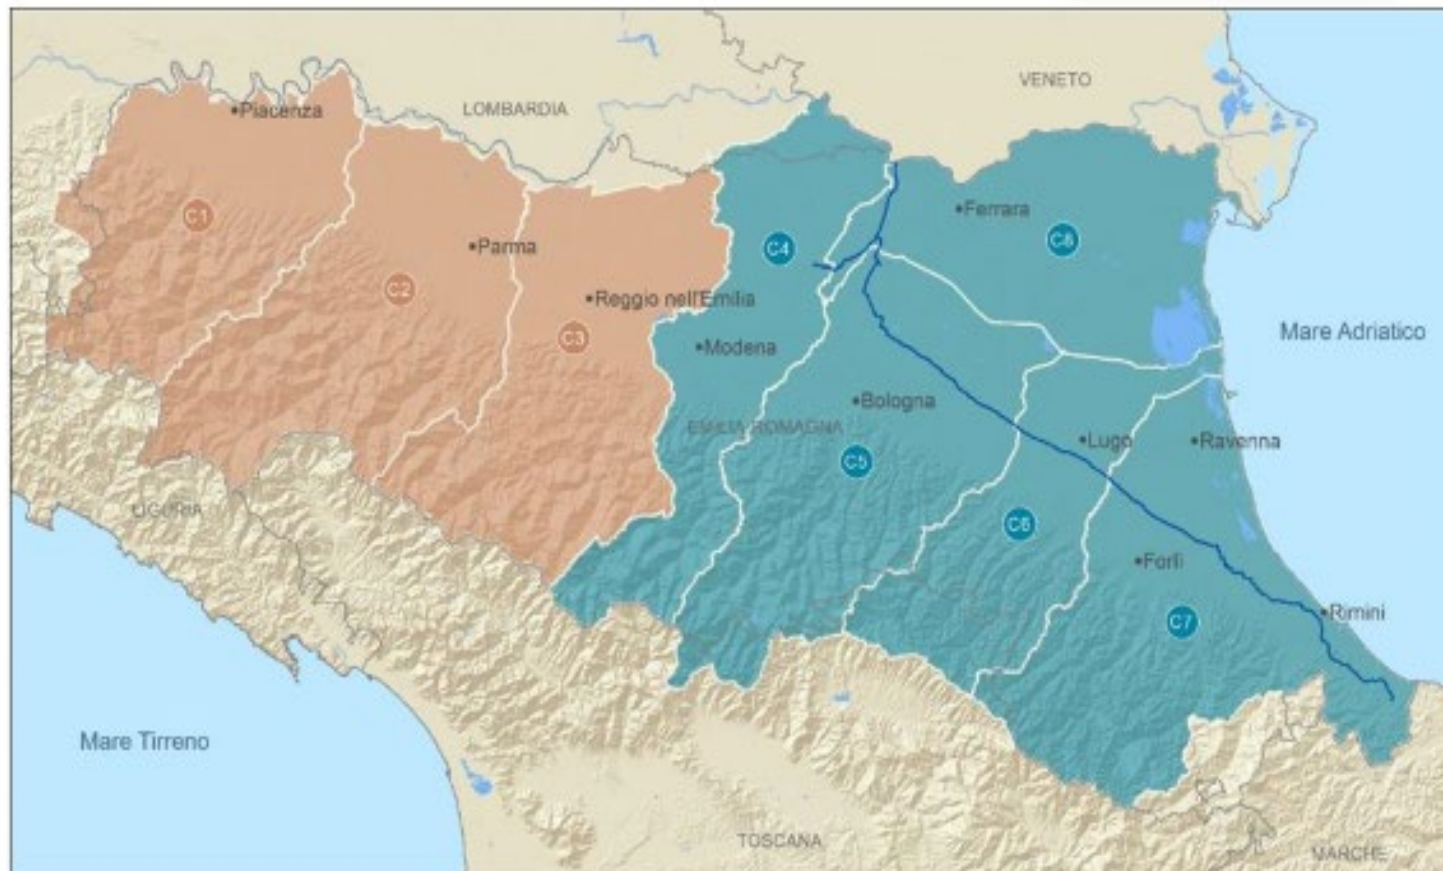 VENETO
LOMBARDIA
Piacenza
C1
Ferrara
C8
C4
Parma
C2
Reggio nell'Emilia
C3
Modena
Mare Adriatico
Bologna
EMILIA ROMAGNA
Lugo
Ravenna
C5
LIGURIA
C6
Forlì
Rimini
C7
Mare Tirreno
TOSCANA
MARCHE